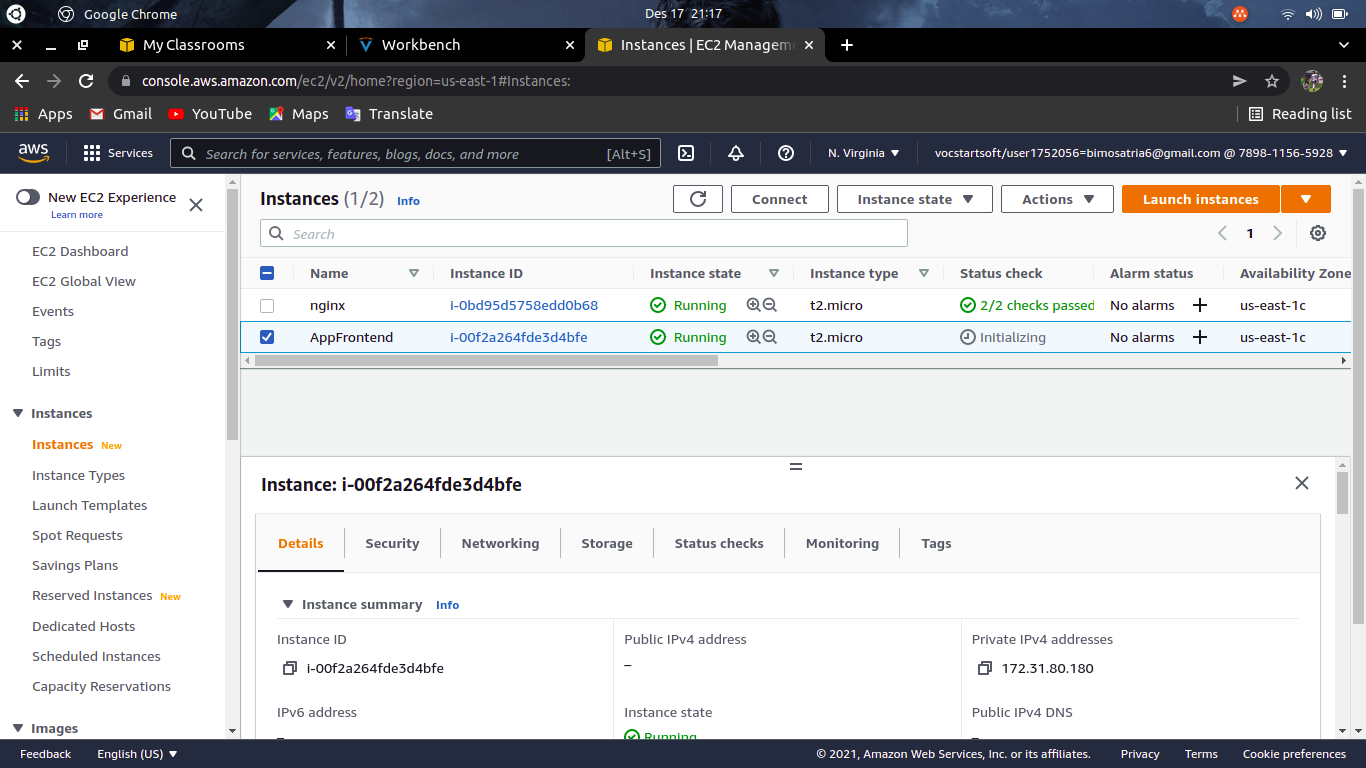 Google Chrome
Des 17 21:17
My Classrooms
Workbench
Instances | EC2 Managem
console.aws.amazon.com/ec2/v2/home?region=us-east-1#Instances:
Apps
Gmail
YouTube
Maps
Translate
Reading list
aws
Services
Search for services, features, blogs, docs, and more
[Alt+S]
N. Virginia
vocstartsoft/user1752056=bimosatria6@gmail.com @ 7898-1156-5928
New EC2 Experience
Learn more
EC2 Dashboard
EC2 Global View
Events
Tags
Limits
Instances
Instances New
Instance Types
Launch Templates
Spot Requests
Savings Plans
Reserved Instances New
Dedicated Hosts
Scheduled Instances
Capacity Reservations
Images
Instances (1/2) Info
Connect
Instance state
Actions
Launch instances
Search
1
Name Instance ID Instance state Instance type Status check Alarm status Availability Zone
nginx i-0bd95d5758edd0b68 Running t2.micro 2/2 checks passed No alarms + us-east-1c
AppFrontend i-00f2a264fde3d4bfe Running t2.micro Initializing No alarms + us-east-1c
Instance: i-00f2a264fde3d4bfe
Details
Security
Networking
Storage
Status checks
Monitoring
Tags
Instance summary Info
Instance ID
i-00f2a264fde3d4bfe
Public IPv4 address
–
Private IPv4 addresses
172.31.80.180
IPv6 address
–
Instance state
Running
Public IPv4 DNS
–
Feedback
English (US)
© 2021, Amazon Web Services, Inc. or its affiliates.
Privacy
Terms
Cookie preferences